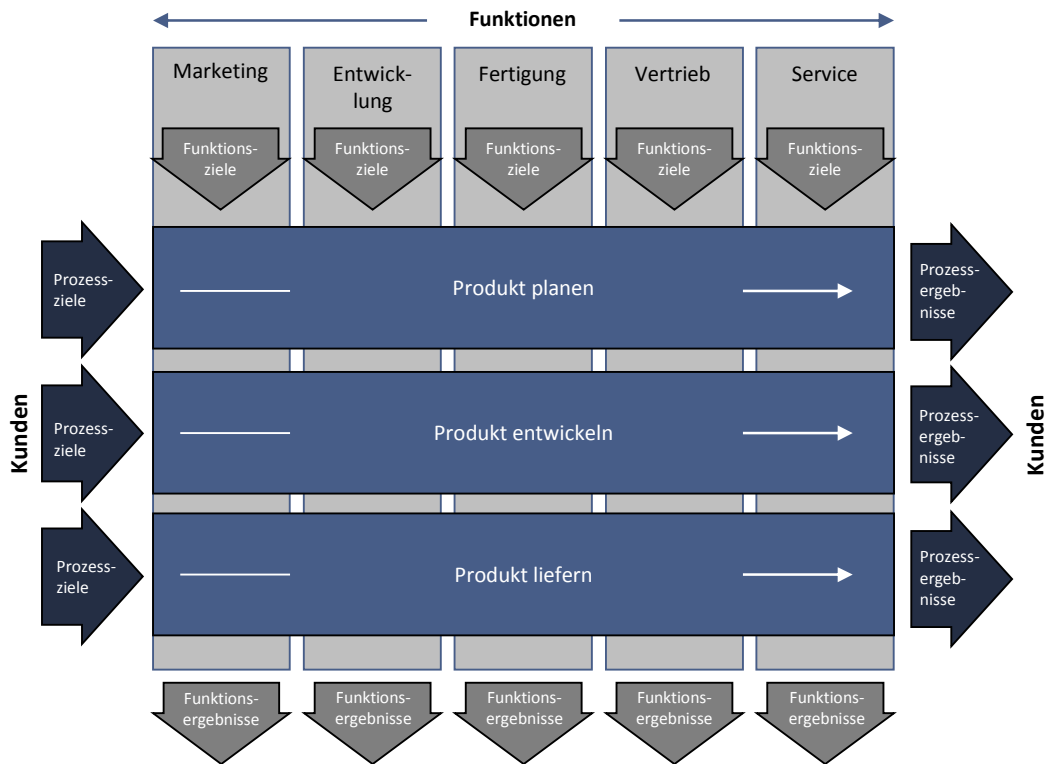 Funktionen
Marketing
Entwick-
lung
Fertigung
Vertrieb
Service
Funktions-
ziele
Funktions-
ziele
Funktions-
ziele
Funktions-
ziele
Funktions-
ziele
Kunden
Prozess-
ziele
Produkt planen
Prozess-
ergeb-
nisse
Prozess-
ziele
Produkt entwickeln
Prozess-
ergeb-
nisse
Prozess-
ziele
Produkt liefern
Prozess-
ergeb-
nisse
Kunden
Funktions-
ergebnisse
Funktions-
ergebnisse
Funktions-
ergebnisse
Funktions-
ergebnisse
Funktions-
ergebnisse